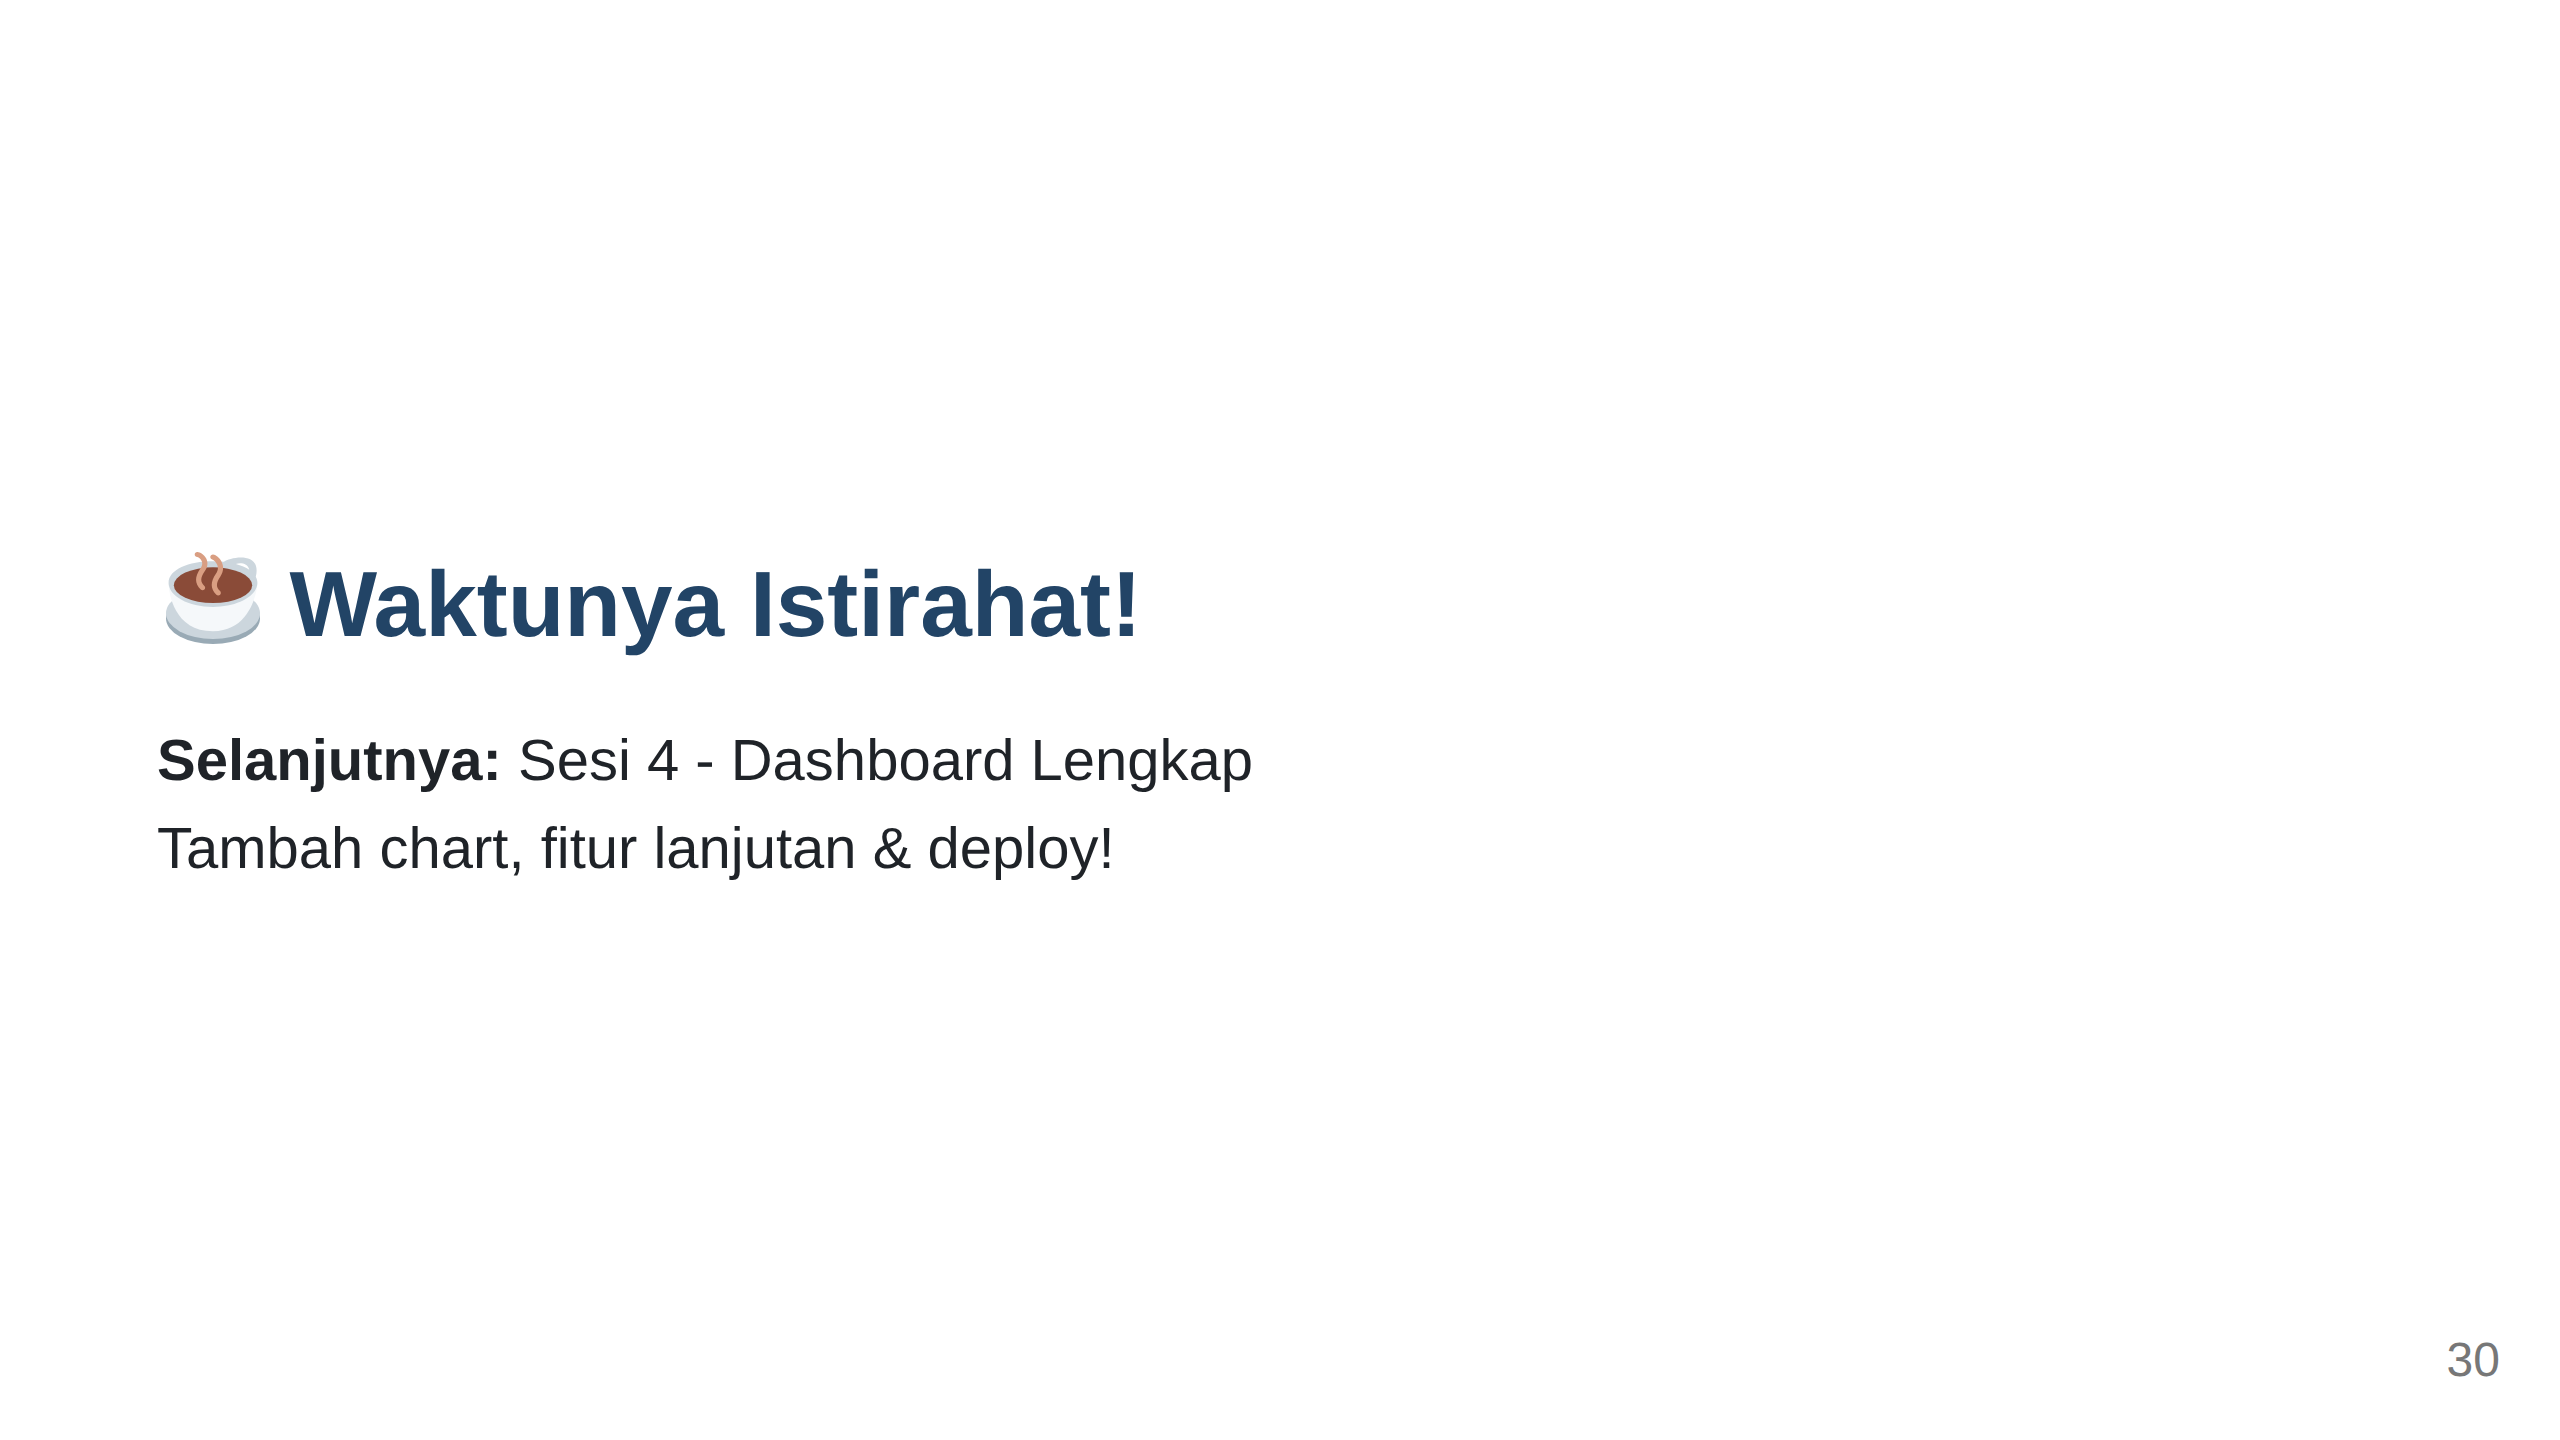 Waktunya Istirahat!
Selanjutnya: Sesi 4 - Dashboard Lengkap
Tambah chart, fitur lanjutan & deploy!
30